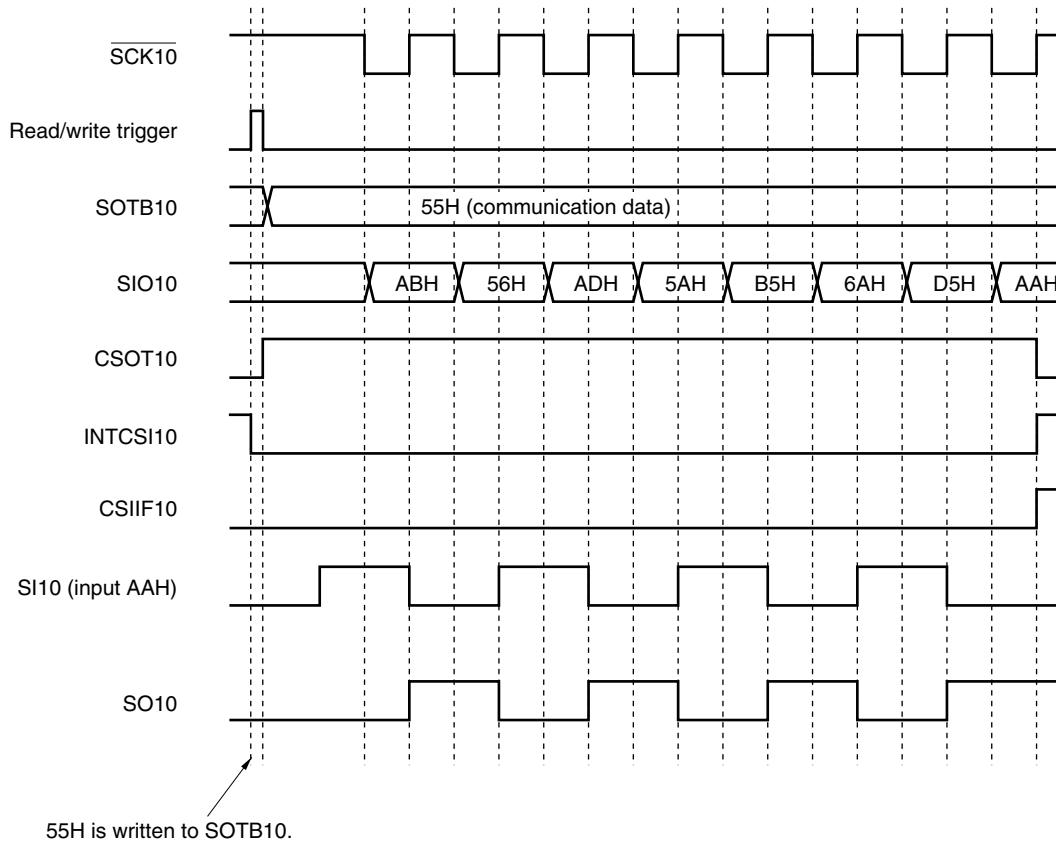 SCK10
Read/write trigger
SOTB10
55H (communication data)
SIO10
ABH 56H ADH 5AH B5H 6AH D5H AAH
CSOT10
INTCSI10
CSIIF10
SI10 (input AAH)
SO10
55H is written to SOTB10.